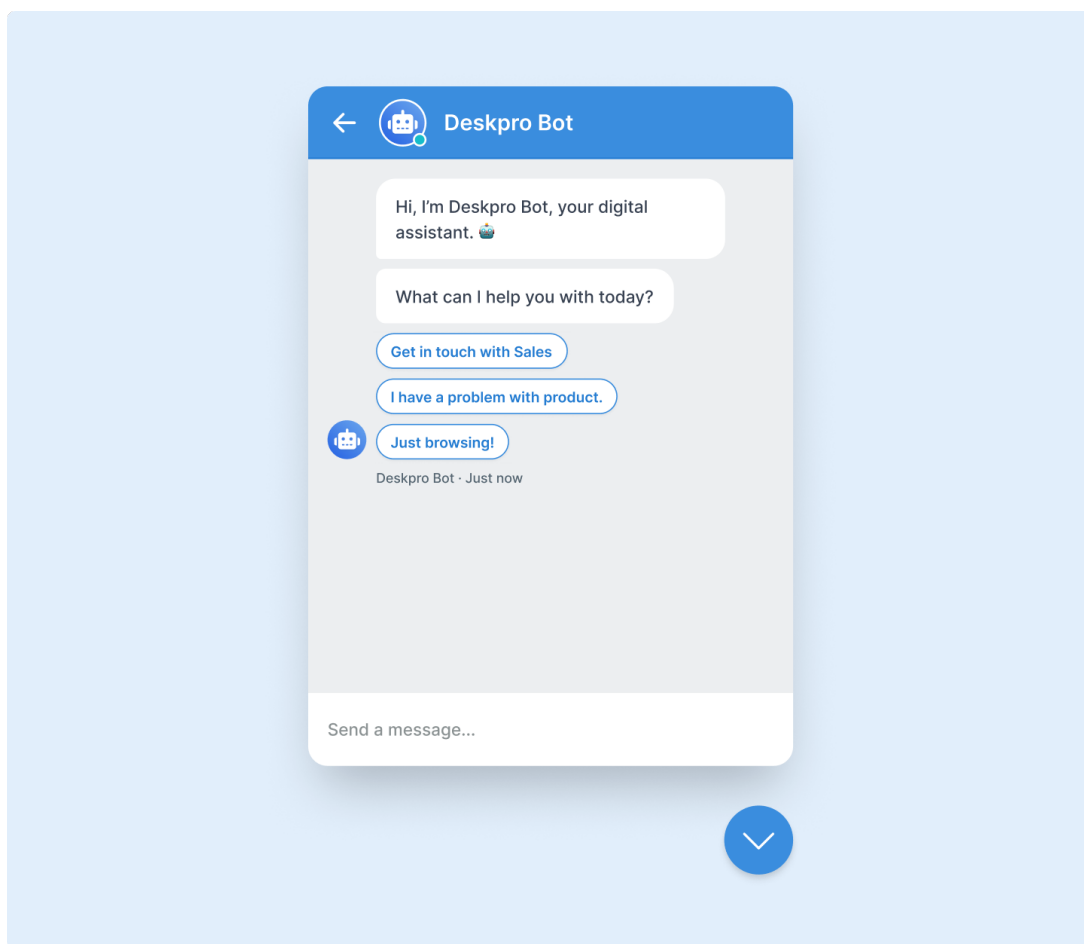 Deskpro Bot
Hi, I’m Deskpro Bot, your digital
assistant. 🤖
What can I help you with today?
Get in touch with Sales
I have a problem with product.
Just browsing!
Deskpro Bot · Just now
Send a message...